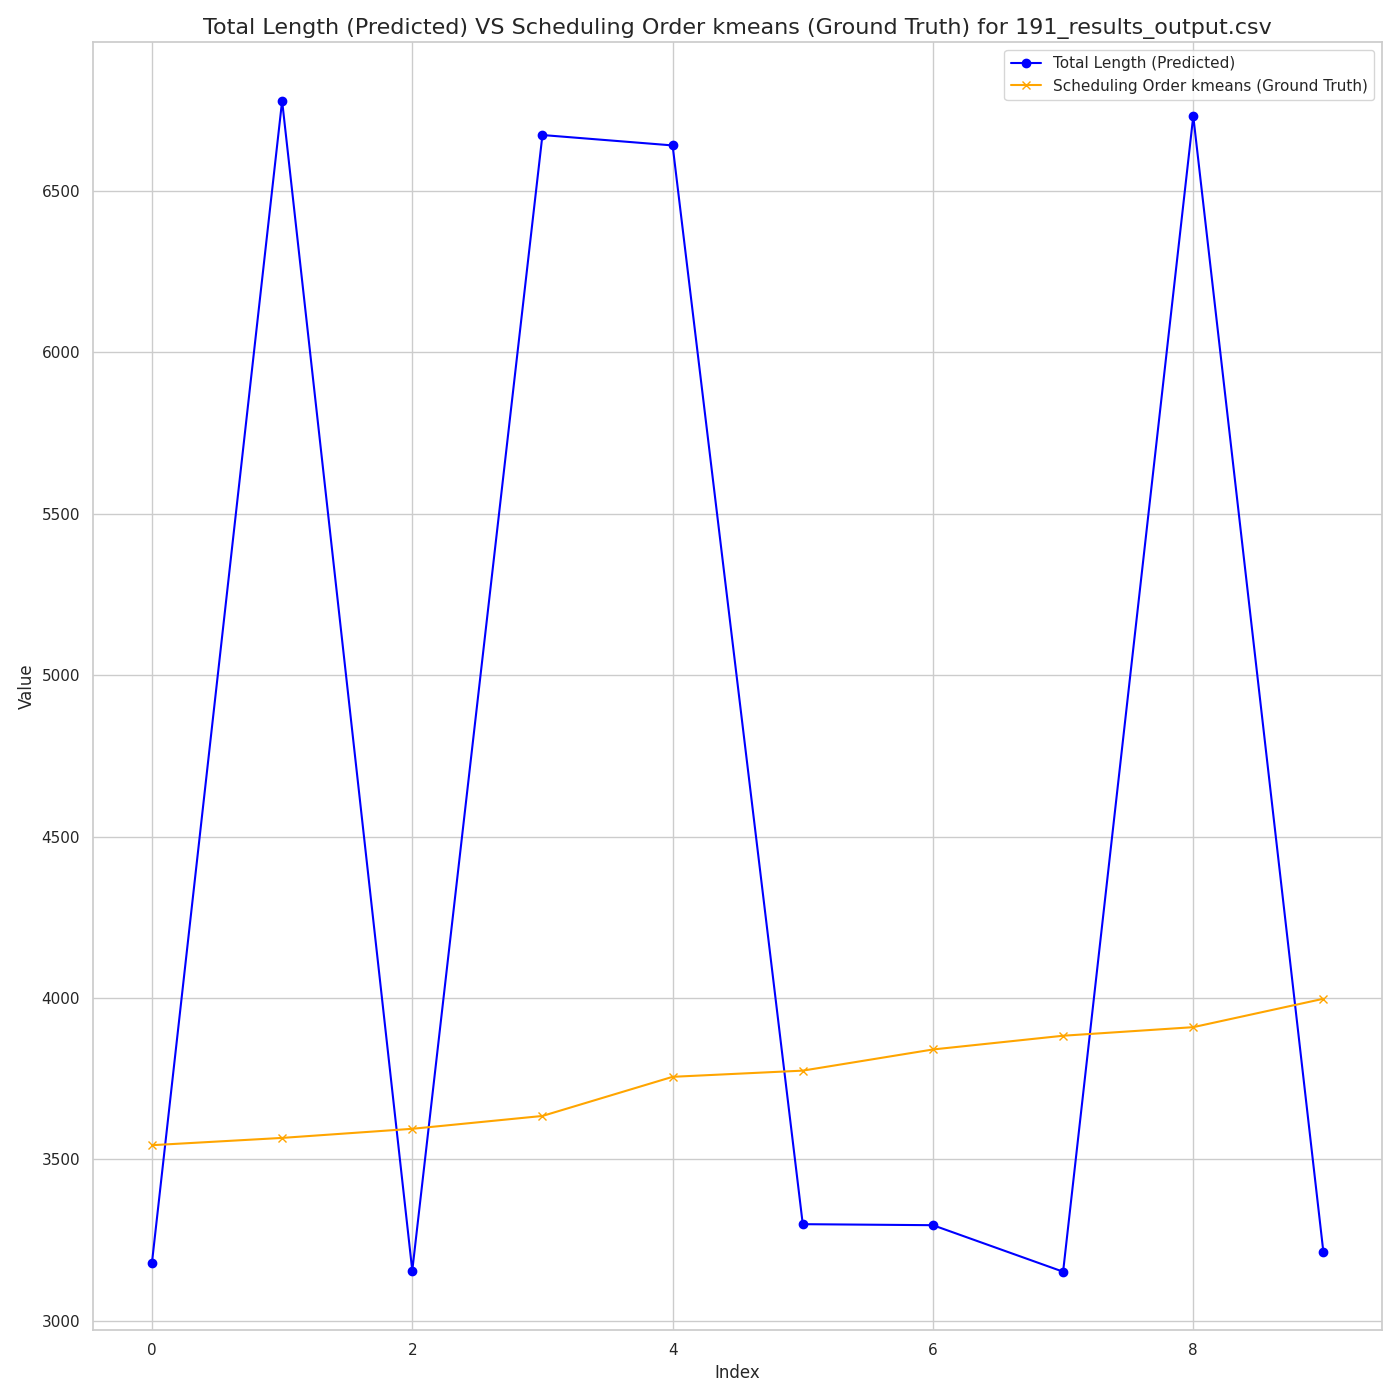 Total Length (Predicted) VS Scheduling Order kmeans (Ground Truth) for 191_results_output.csv
Total Length (Predicted)
Scheduling Order kmeans (Ground Truth)
6500
6000
5500
5000
4500
4000
3500
3000
Value
0 2 4 6 8
Index